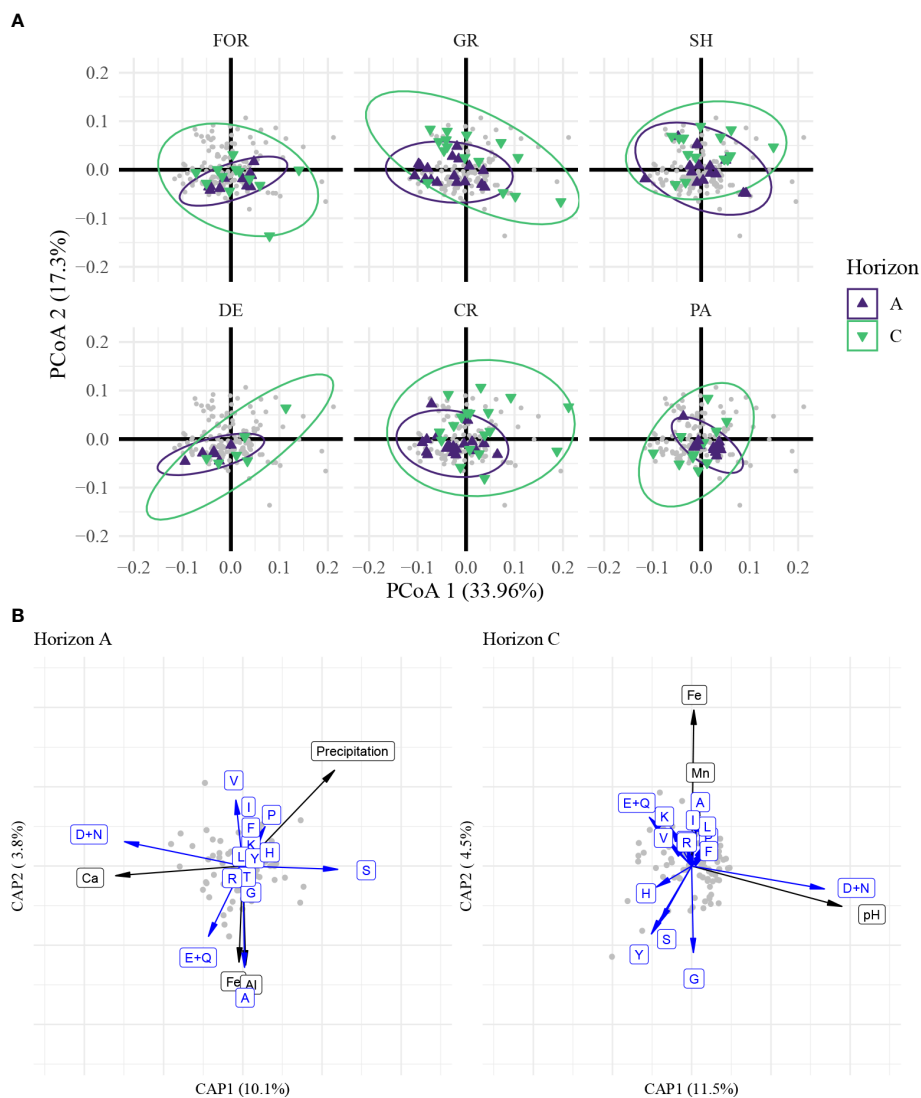 A
FOR GR SH
0.2
0.1
0.0
−0.1
−0.2
DE CR PA
0.2
0.1
0.0
−0.1
−0.2
−0.2 −0.1 0.0 0.1 0.2 −0.2 −0.1 0.0 0.1 0.2 −0.2 −0.1 0.0 0.1 0.2
PCoA 1 (33.96%)
PCoA 2 (17.3%)
Horizon
A
C
B
Horizon A
Precipitation
V
I
P
F
D+N
K
H
L
Y
S
Ca
R
T
G
E+Q
Fe
Al
A
CAP1 (10.1%)
CAP2 ( 3.8%)
Horizon C
Fe
Mn
E+Q
A
K
I
L
V
R
F
D+N
H
pH
S
Y
G
CAP1 (11.5%)
CAP2 ( 4.5%)